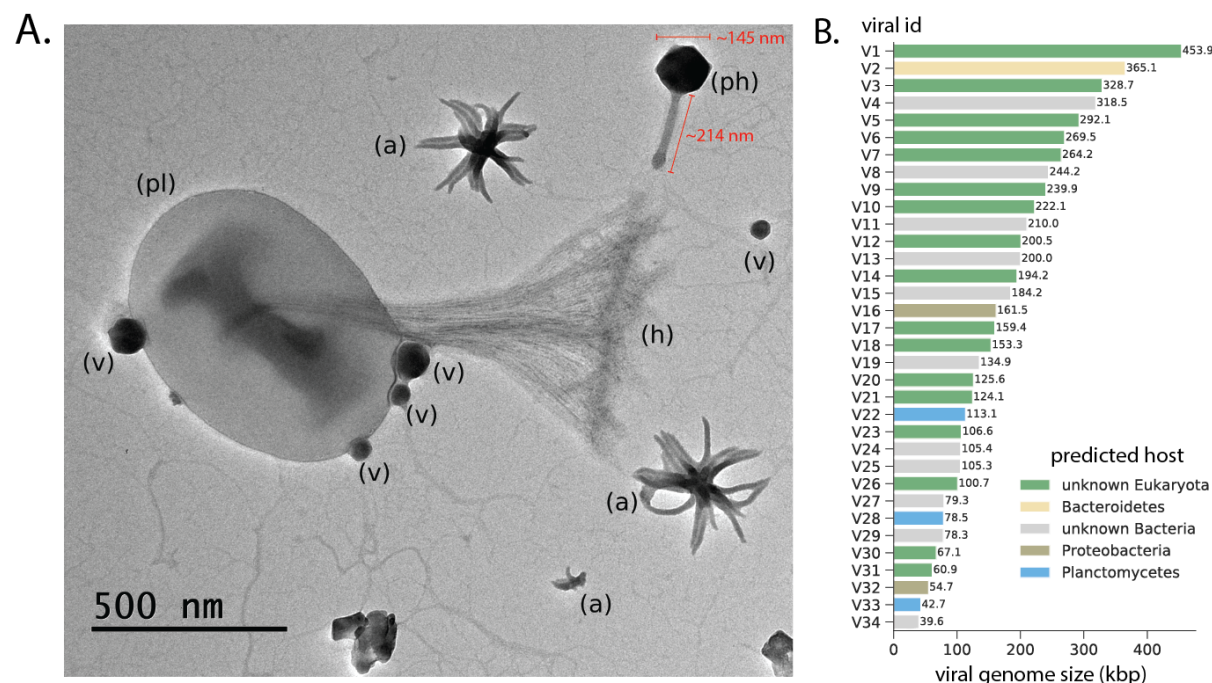 A.
~145 nm
(ph)
~214 nm
(a)
(pl)
(v)
(h)
(v)
(v)
(v)
(v)
(a)
(a)
500 nm
B.
viral id
V1 453.9
V2 365.1
V3 328.7
V4 318.5
V5 292.1
V6 269.5
V7 264.2
V8 244.2
V9 239.9
V10 222.1
V11 210.0
V12 200.5
V13 200.0
V14 194.2
V15 184.2
V16 161.5
V17 159.4
V18 153.3
V19 134.9
V20 125.6
V21 124.1
V22 113.1
V23 106.6
V24 105.4
V25 105.3
V26 100.7
V27 79.3
V28 78.5
V29 78.3
V30 67.1
V31 60.9
V32 54.7
V33 42.7
V34 39.6
predicted host
unknown Eukaryota
Bacteroidetes
unknown Bacteria
Proteobacteria
Planctomycetes
0 100 200 300 400
viral genome size (kbp)